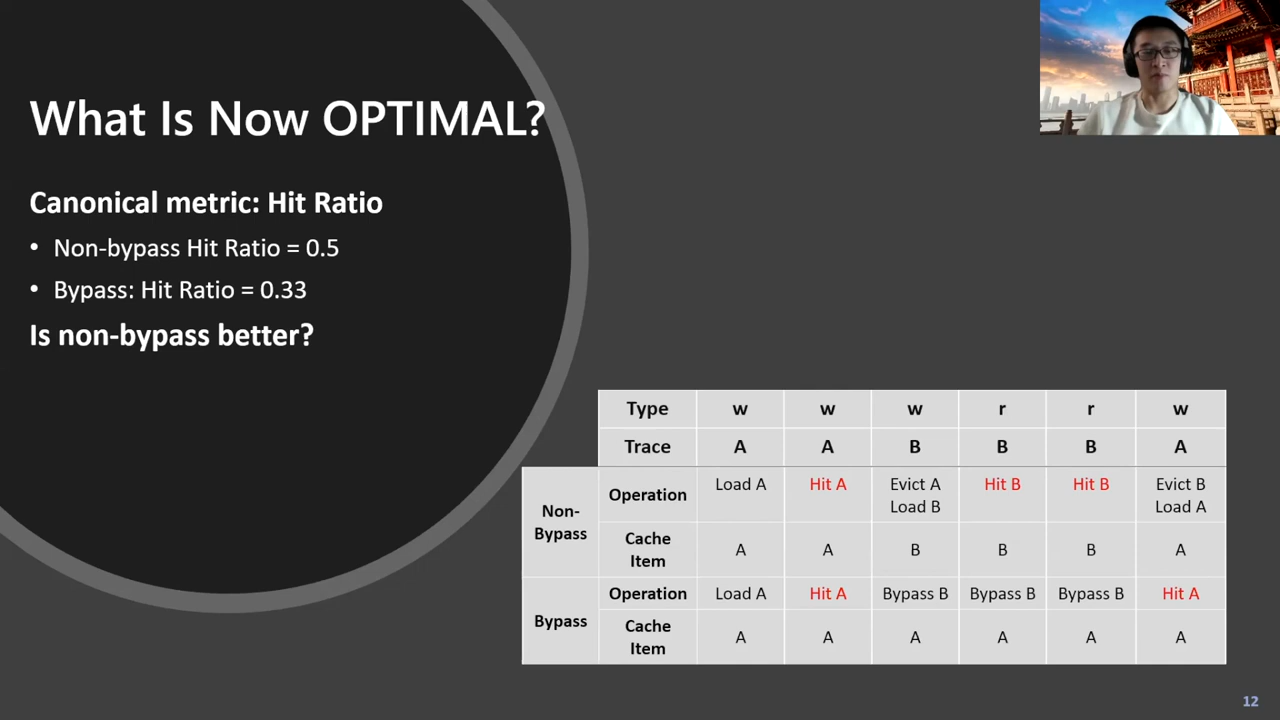 What Is Now OPTIMAL?
Canonical metric: Hit Ratio
• Non-bypass Hit Ratio = 0.5
• Bypass: Hit Ratio = 0.33
Is non-bypass better?
Type w w w r r w
Trace A A B B B A
Non-Bypass
Operation Load A Hit A Evict A Load B Hit B Hit B Evict B Load A
Cache Item A A B B B A
Bypass
Operation Load A Hit A Bypass B Bypass B Bypass B Hit A
Cache Item A A A A A A
12